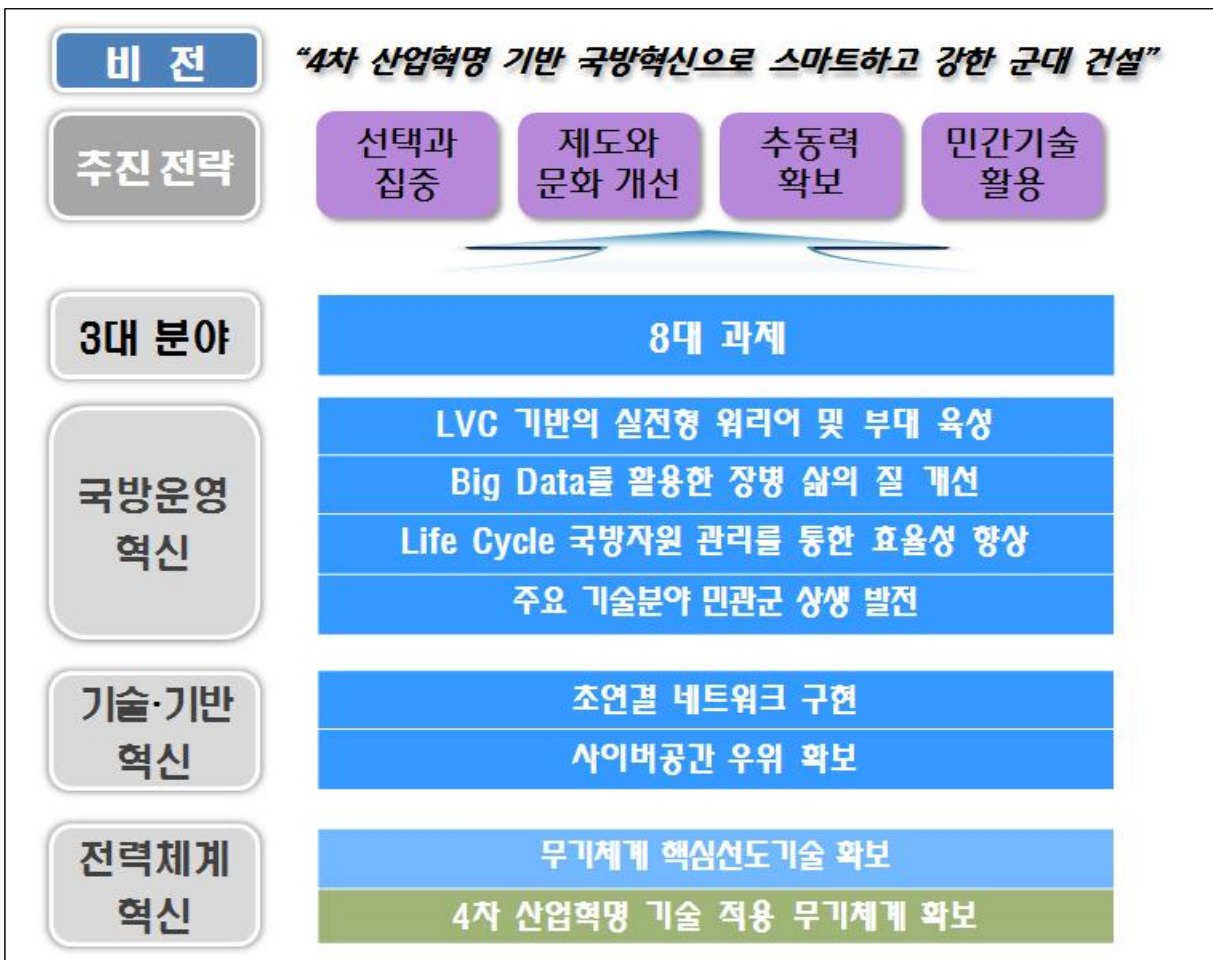 비 전
“4차 산업혁명 기반 국방혁신으로 스마트하고 강한 군대 건설”
추진 전략
선택과
집중
제도와
문화 개선
추동력
확보
민간기술
활용
3대 분야
8대 과제
국방운영
혁신
LVC 기반의 실전형 워리어 및 부대 육성
Big Data를 활용한 장병 삶의 질 개선
Life Cycle 국방자원 관리를 통한 효율성 향상
주요 기술분야 민관군 상생 발전
기술·기반
혁신
초연결 네트워크 구현
사이버공간 우위 확보
전력체계
혁신
무기체계 핵심선도기술 확보
4차 산업혁명 기술 적용 무기체계 확보